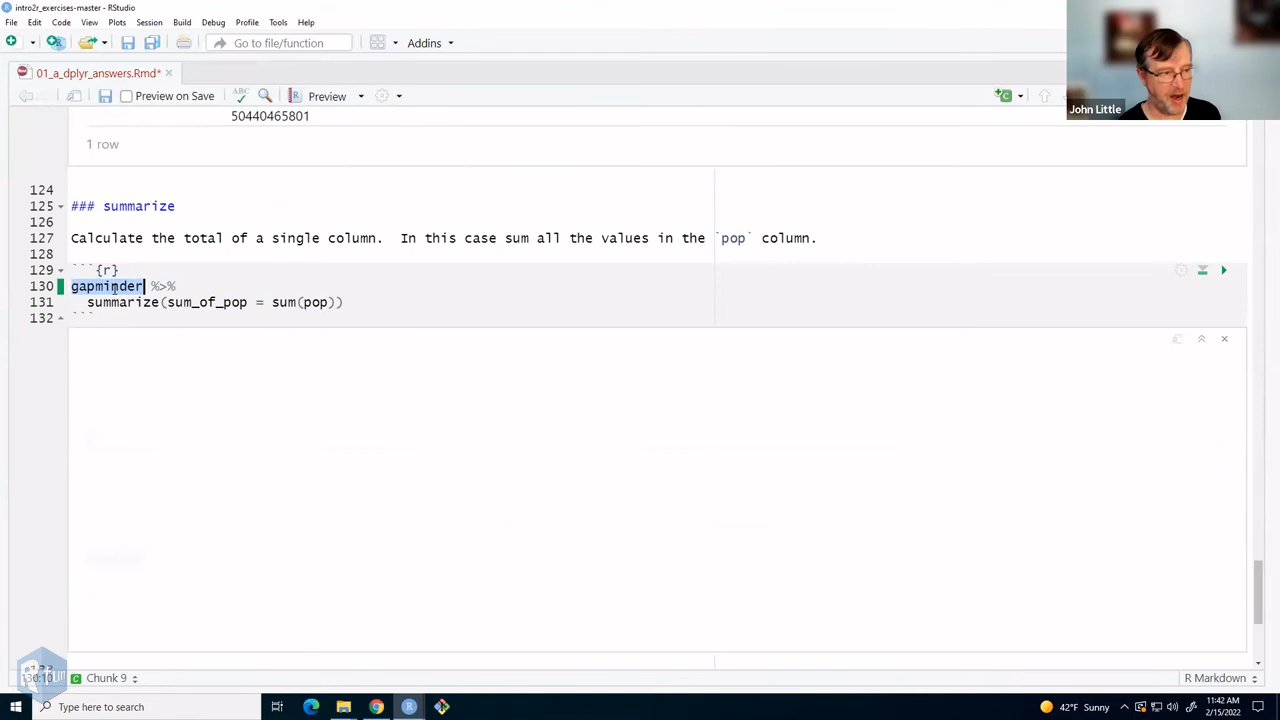 intro2r_exercises-master - RStudio
File Edit Code View Plots Session Build Debug Profile Tools Help
Go to file/function Addins
01_a_dplyr_answers.Rmd*
Preview on Save ABC Preview
John Little
50440465801
1 row
124
125 ### summarize
126
127 Calculate the total of a single column. In this case sum all the values in the `pop` column.
128
129 ```{r}
130 gapminder %>%
131 summarize(sum_of_pop = sum(pop))
132 ```
130:10 Chunk 9 R Markdown
Type here to search
42°F Sunny
11:42 AM
2/15/2022